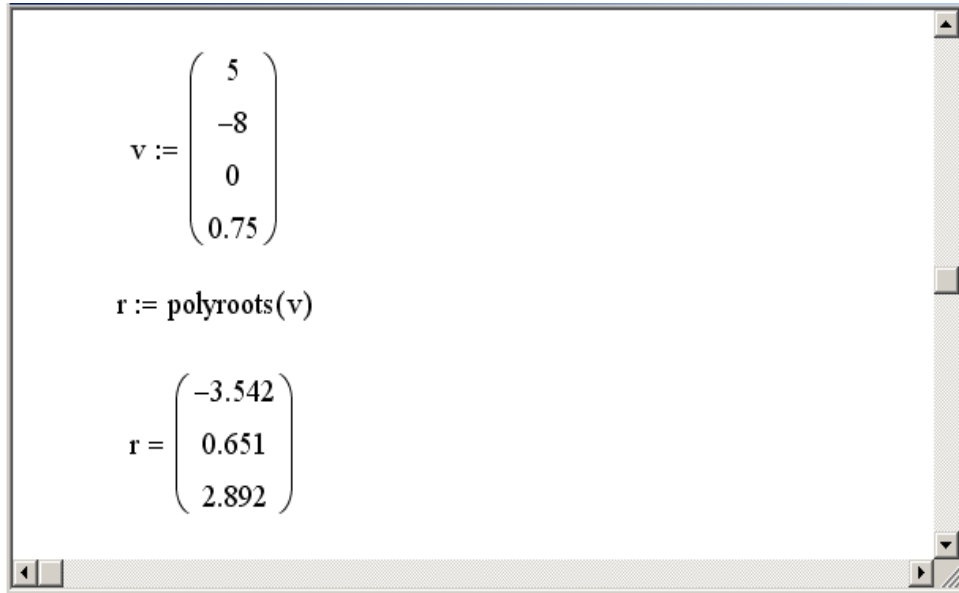 5
−8
v :=
0
0.75
r := polyroots(v)
−3.542
r = 0.651
2.892